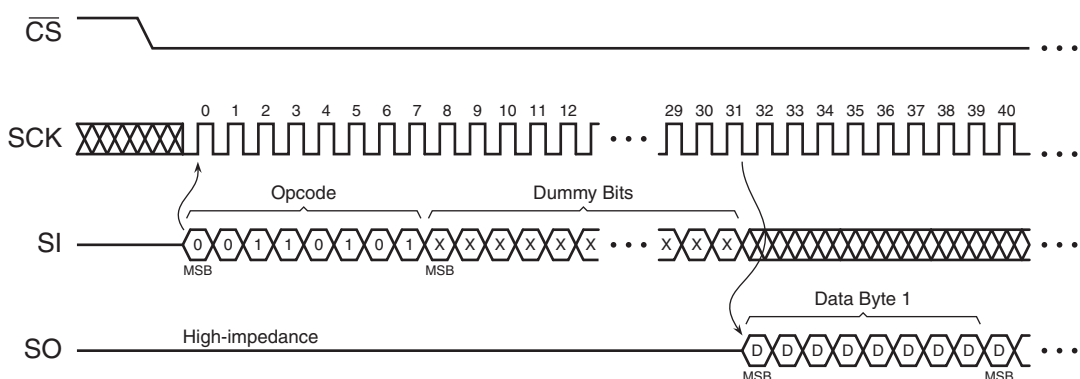 CS
SCK
0 1 2 3 4 5 6 7 8 9 10 11 12 29 30 31 32 33 34 35 36 37 38 39 40
Opcode Dummy Bits
SI
0 0 1 1 0 1 0 1 X X X X X X X X X
MSB MSB
Data Byte 1
SO
High-impedance
D D D D D D D D D
MSB MSB